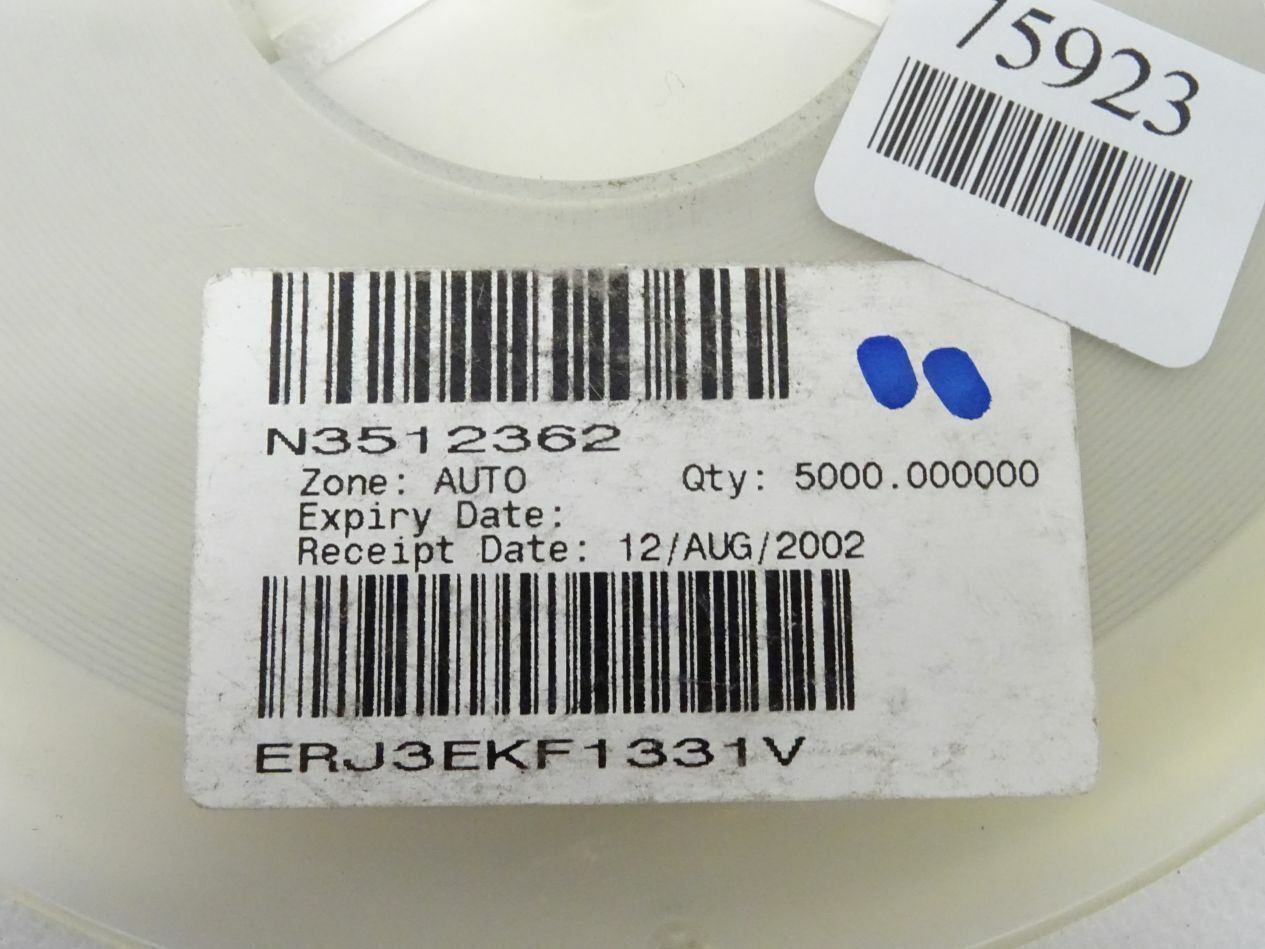 75923
N3512362
Zone: AUTO Qty: 5000.000000
Expiry Date:
Receipt Date: 12/AUG/2002
ERJ3EKF1331V